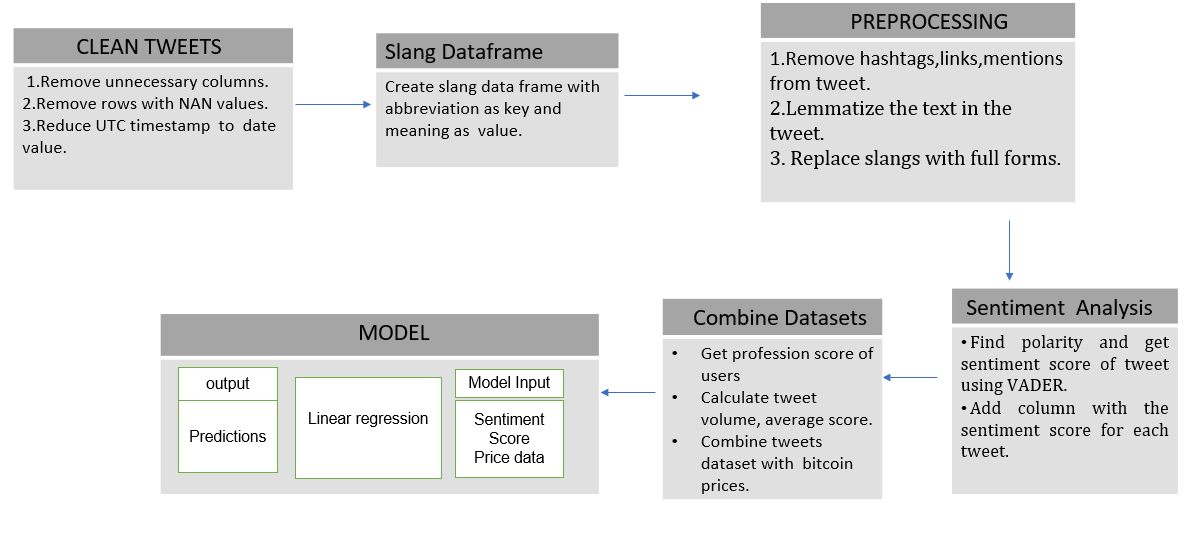 CLEAN TWEETS
1.Remove unnecessary columns.
2.Remove rows with NAN values.
3.Reduce UTC timestamp to date
value.
Slang Dataframe
Create slang data frame with
abbreviation as key and
meaning as value.
PREPROCESSING
1.Remove hashtags,links,mentions
from tweet.
2.Lemmatize the text in the
tweet.
3. Replace slangs with full forms.
Sentiment Analysis
•Find polarity and get
sentiment score of tweet
using VADER.
•Add column with the
sentiment score for each
tweet.
Combine Datasets
• Get profession score of
users
• Calculate tweet
volume, average score.
• Combine tweets
dataset with bitcoin
prices.
MODEL
output
Predictions
Linear regression
Model Input
Sentiment
Score
Price data